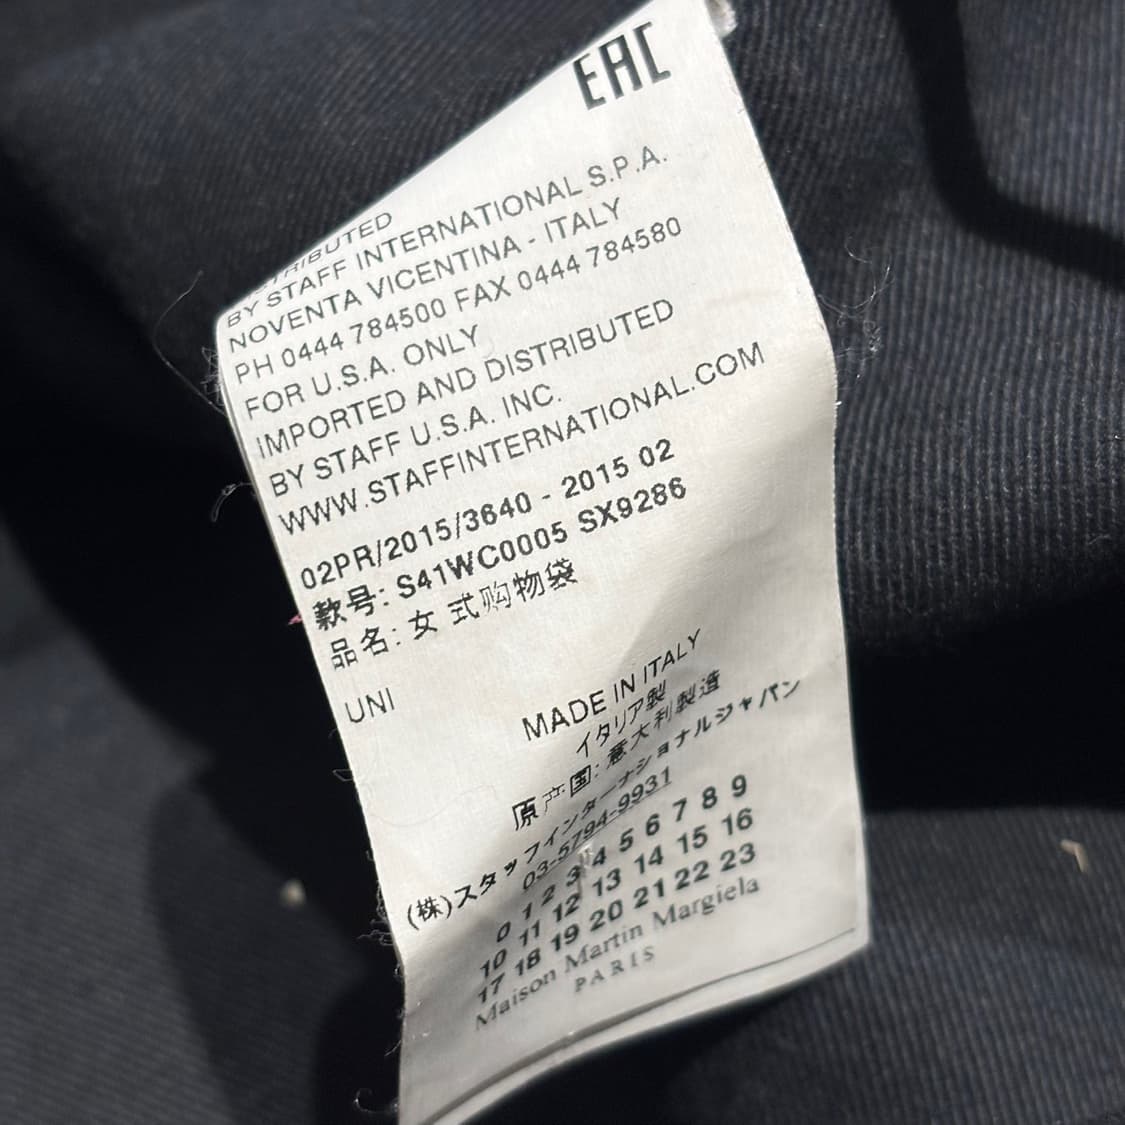 EAC
DISTRIBUTED
BY STAFF INTERNATIONAL S.P.A.
NOVENTA VICENTINA - ITALY
PH 0444 784500 FAX 0444 784580
FOR U.S.A. ONLY
IMPORTED AND DISTRIBUTED
BY STAFF U.S.A. INC.
WWW.STAFFINTERNATIONAL.COM
02PR/2015/3640 - 2015 02
款号: S41WC0005 SX9286
品名: 女 式购物袋
UNI
MADE IN ITALY
イタリア製
原产国: 意大利製造
(株)スタッフインターナショナルジャパン
03-5794-9931
0 1 2 3 4 5 6 7 8 9
10 11 12 13 14 15 16
17 18 19 20 21 22 23
Maison Martin Margiela
PARIS